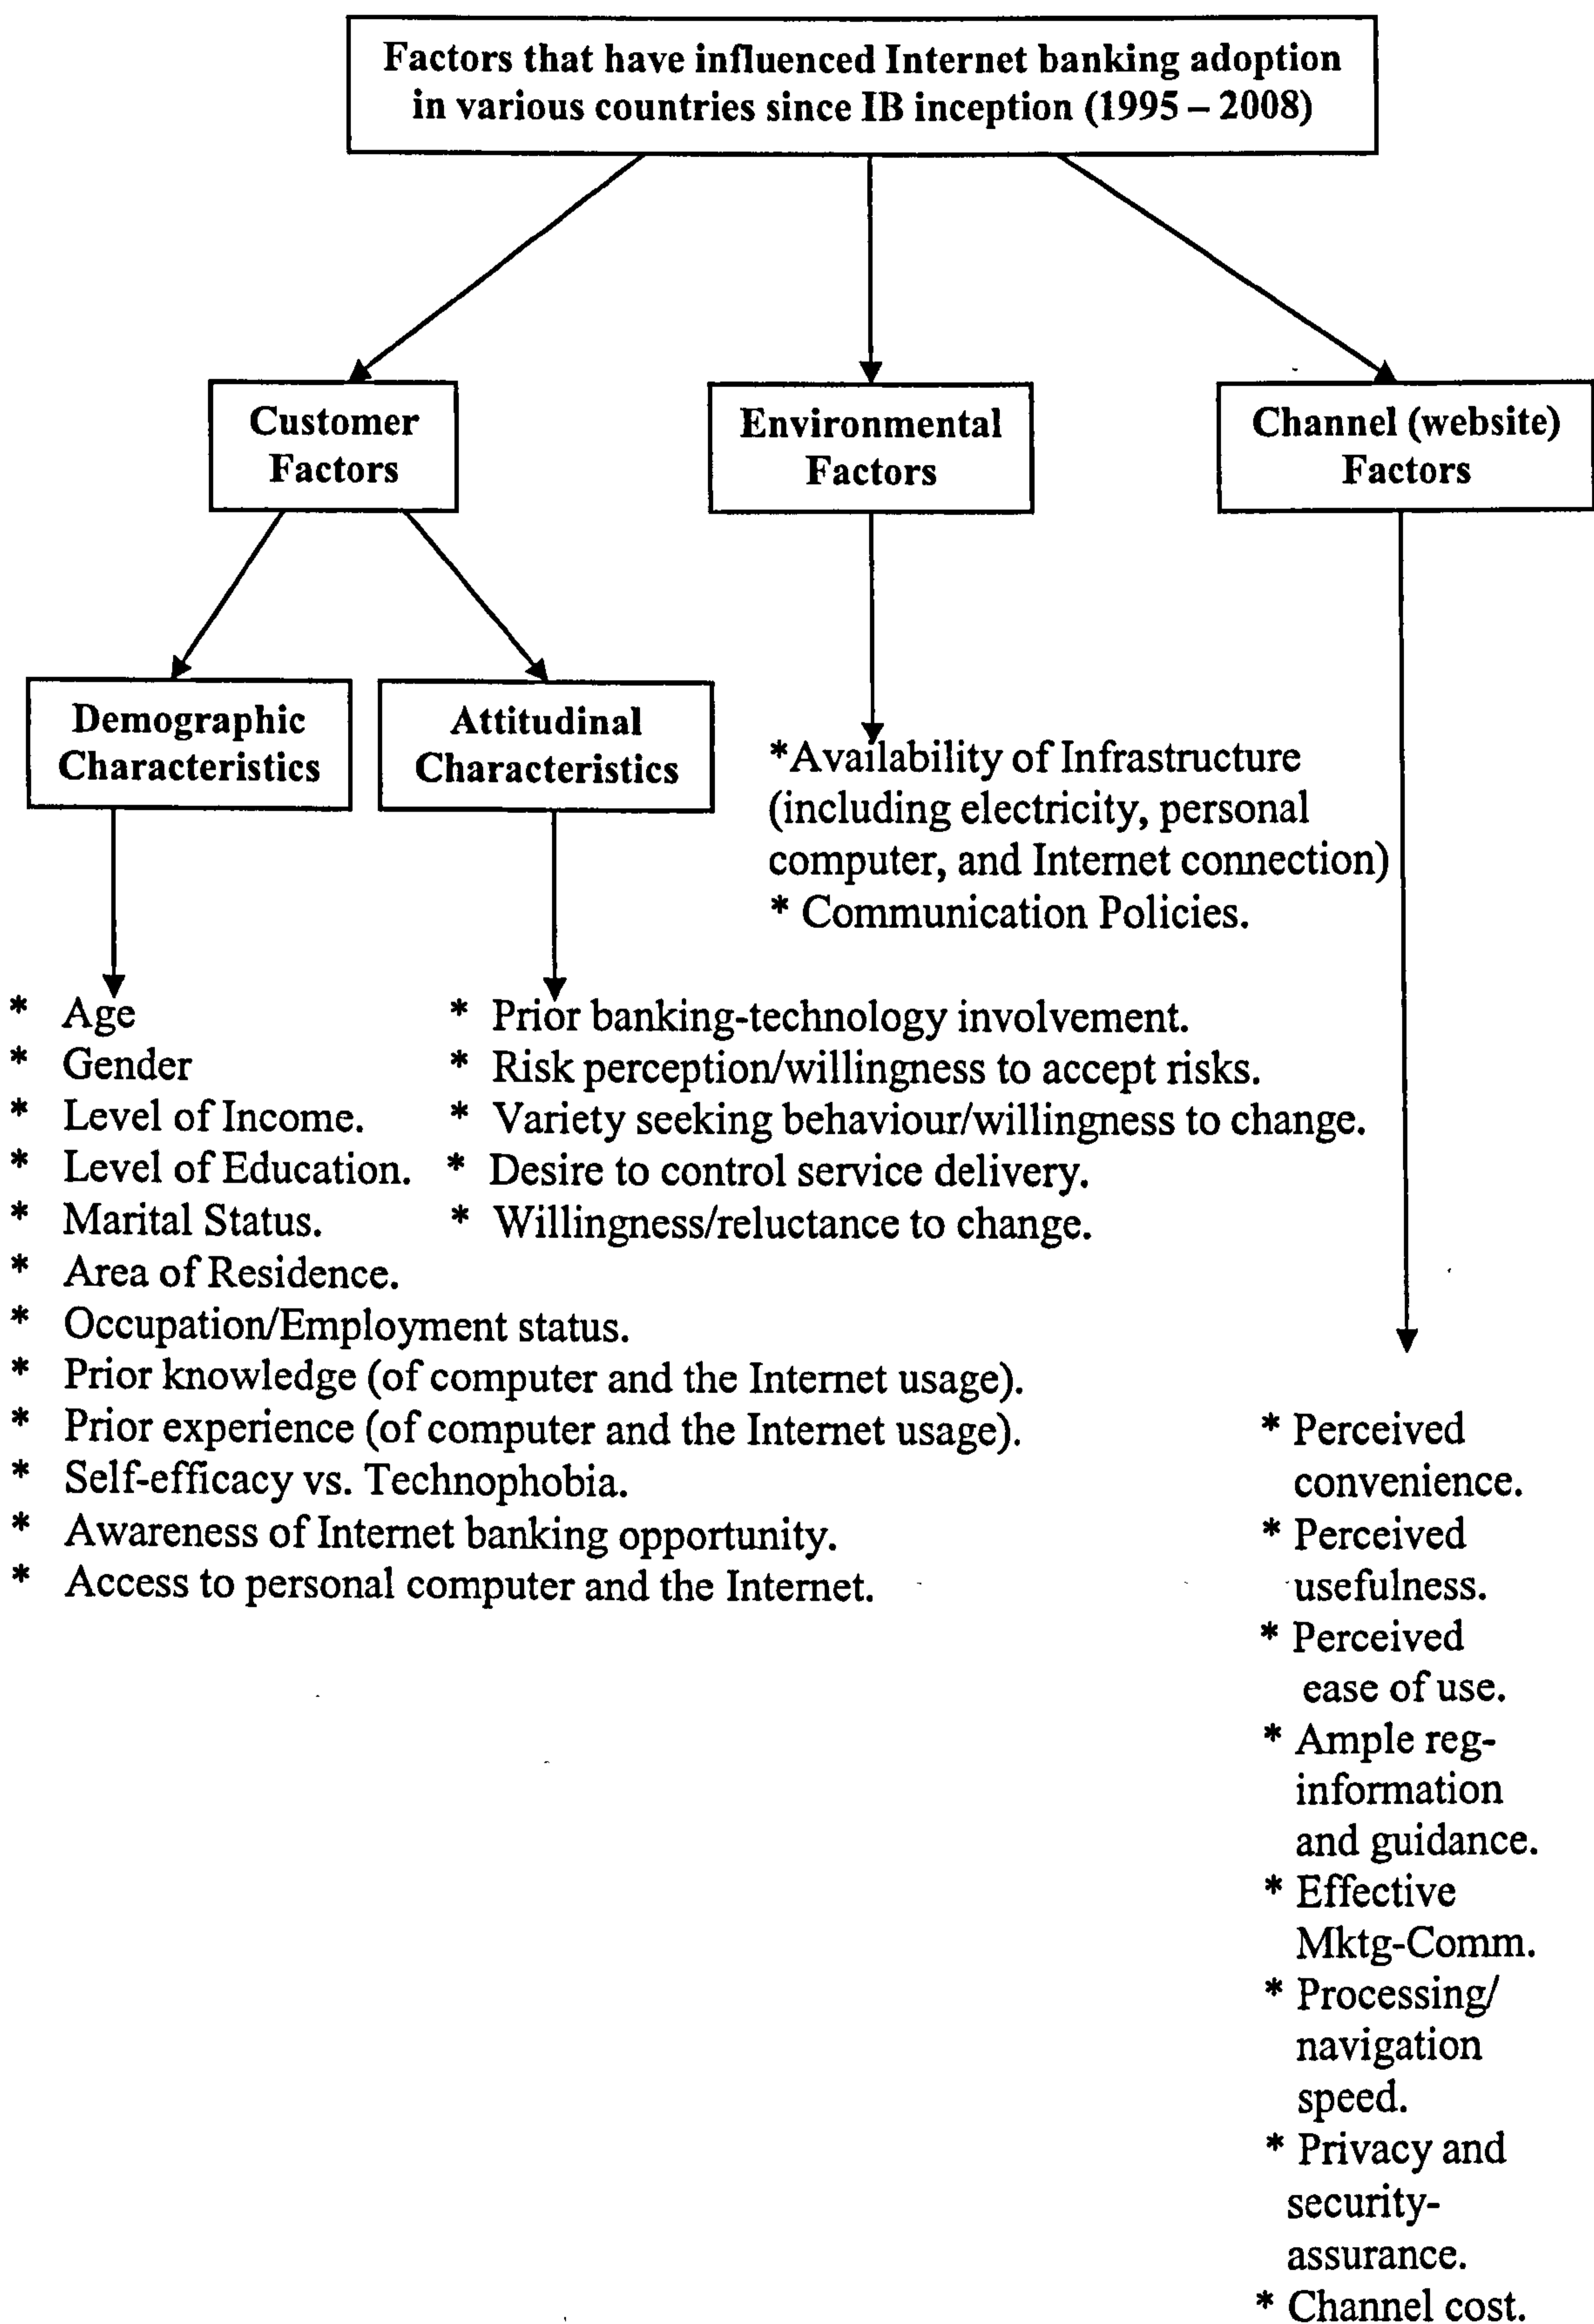 Factors that have influenced Internet banking adoption
in various countries since IB inception (1995 – 2008)
Customer
Factors
Environmental
Factors
Channel (website)
Factors
Demographic
Characteristics
Attitudinal
Characteristics
*Availability of Infrastructure
(including electricity, personal
computer, and Internet connection)
* Communication Policies.
* Age
* Gender
* Level of Income.
* Level of Education.
* Marital Status.
* Area of Residence.
* Occupation/Employment status.
* Prior knowledge (of computer and the Internet usage).
* Prior experience (of computer and the Internet usage).
* Self-efficacy vs. Technophobia.
* Awareness of Internet banking opportunity.
* Access to personal computer and the Internet.
* Prior banking-technology involvement.
* Risk perception/willingness to accept risks.
* Variety seeking behaviour/willingness to change.
* Desire to control service delivery.
* Willingness/reluctance to change.
* Perceived
convenience.
* Perceived
usefulness.
* Perceived
ease of use.
* Ample reg-
information
and guidance.
* Effective
Mktg-Comm.
* Processing/
navigation
speed.
* Privacy and
security-
assurance.
* Channel cost.